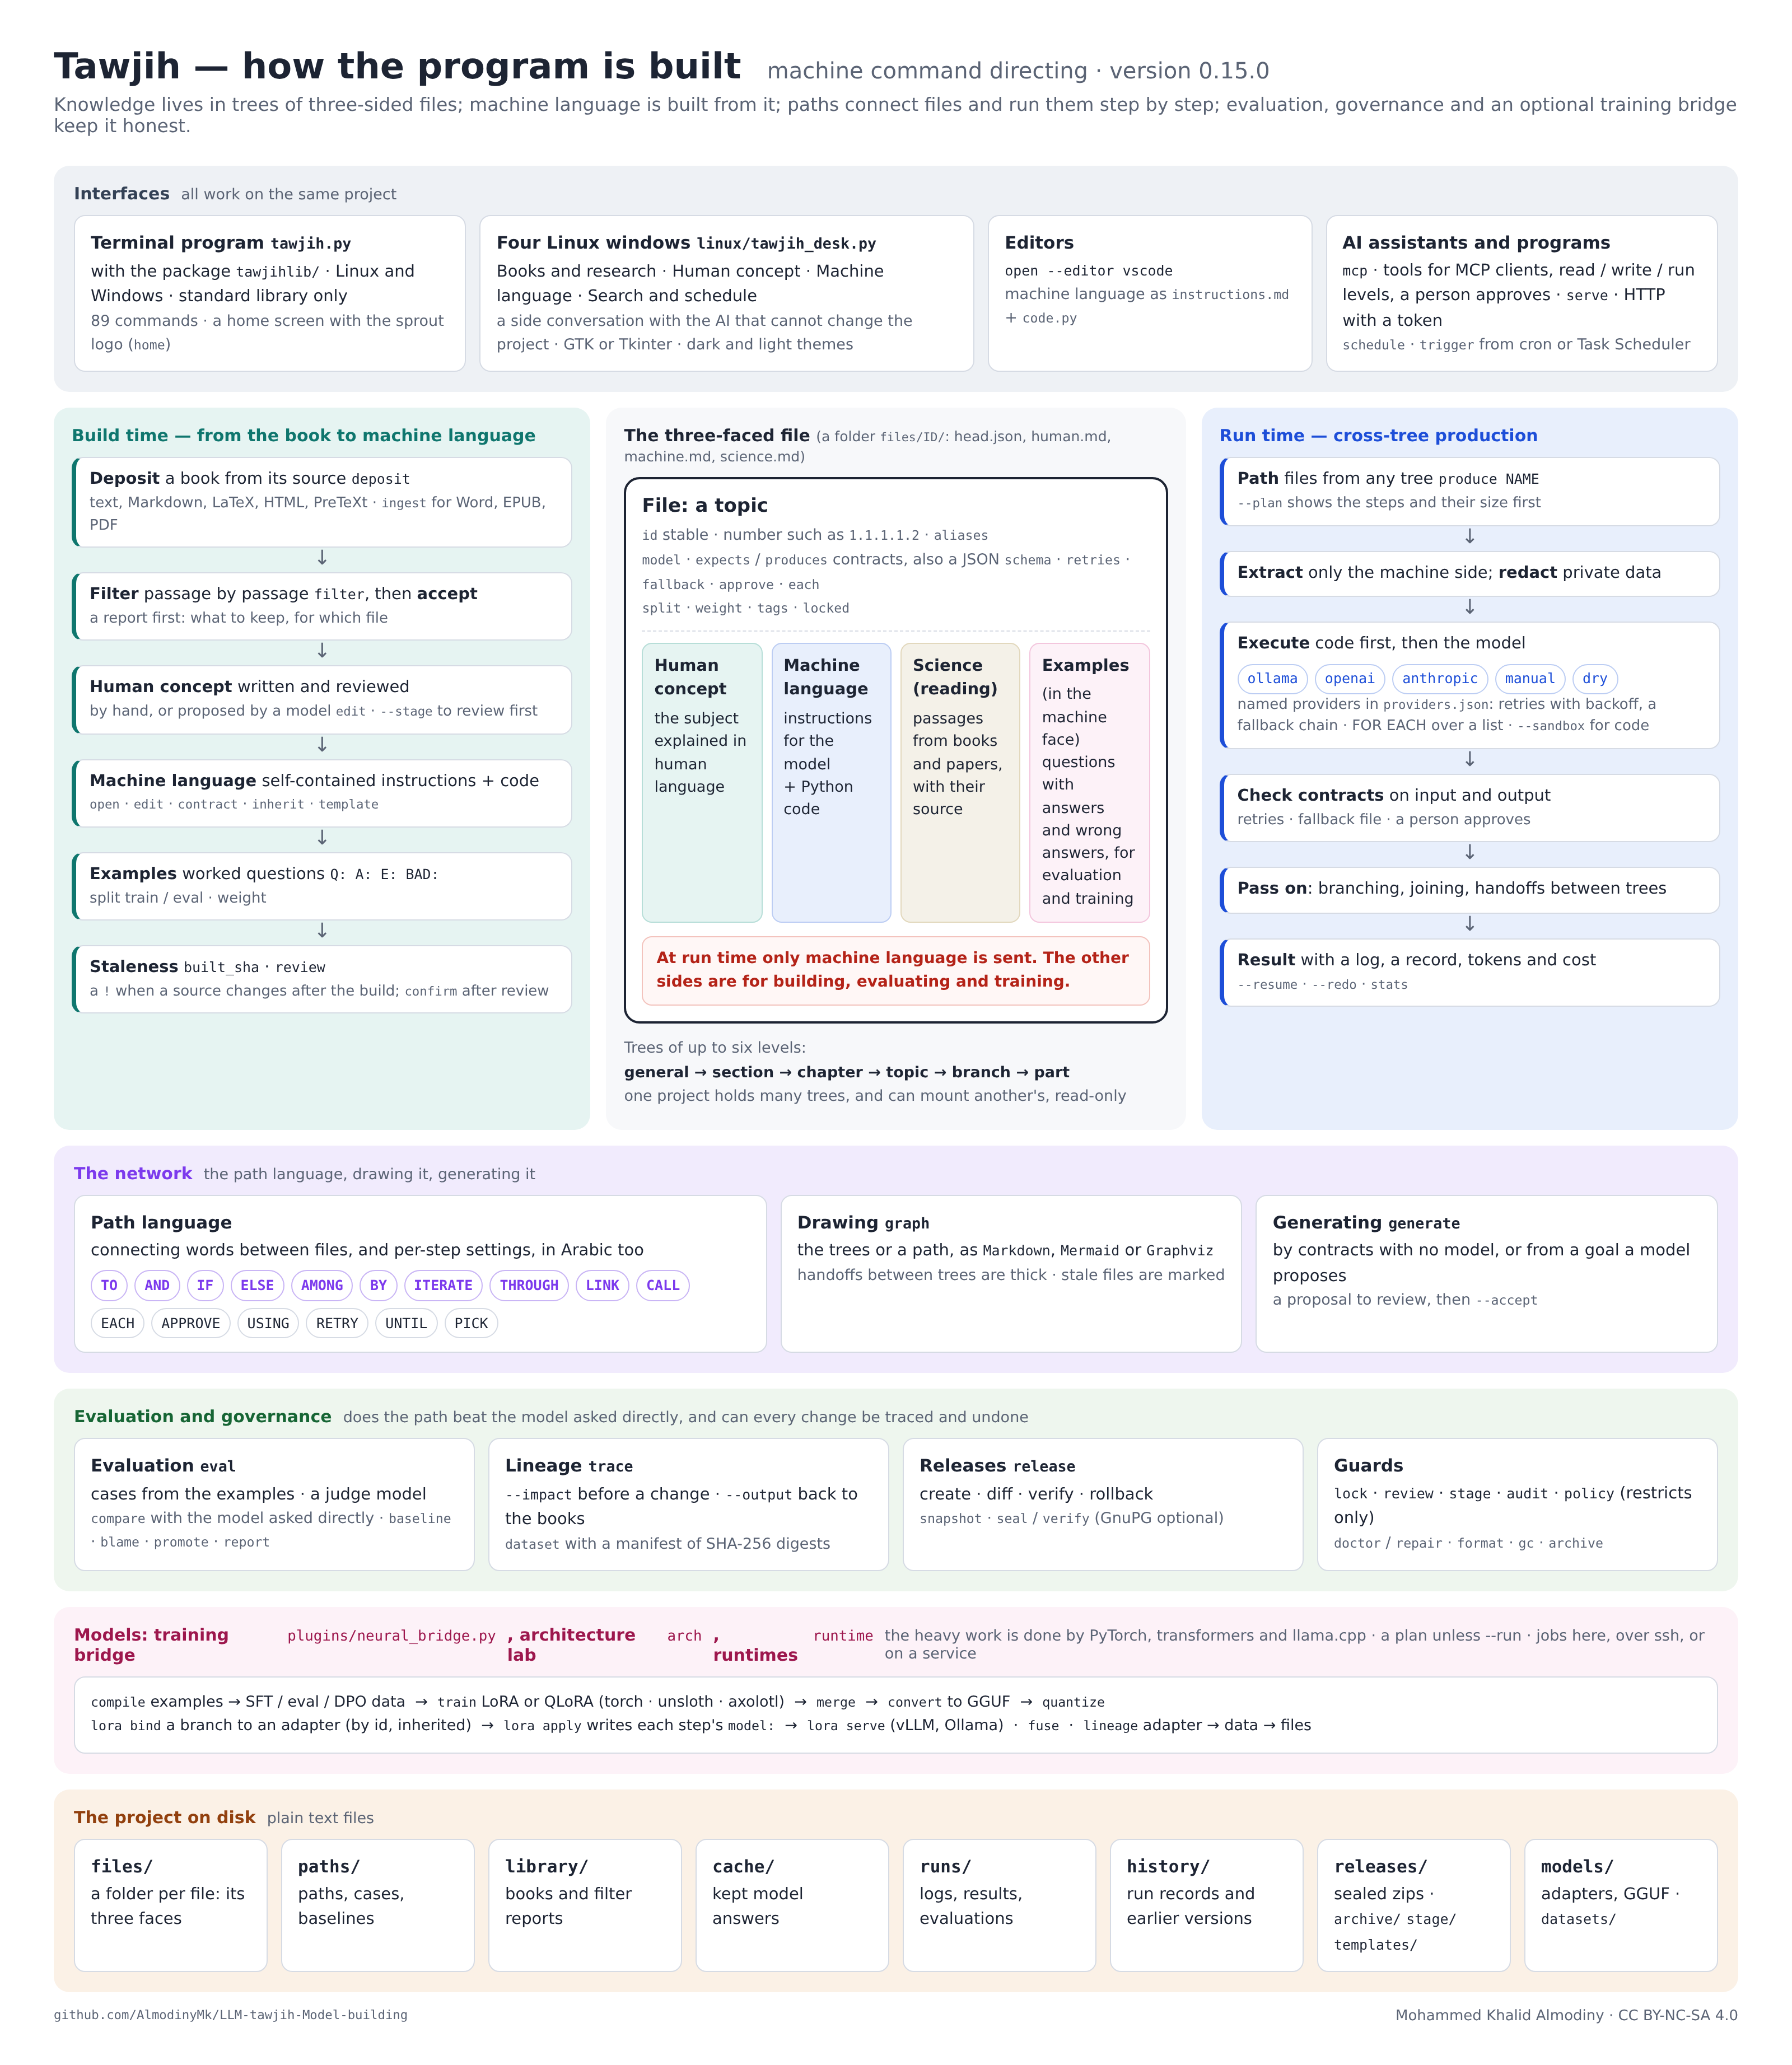 Tawjih — how the program is built machine command directing · version 0.15.0
Knowledge lives in trees of three-sided files; machine language is built from it; paths connect files and run them step by step; evaluation, governance and an optional training bridge
keep it honest.
Interfaces all work on the same project
Terminal program tawjih.py
with the package tawjihlib/ · Linux and
Windows · standard library only
89 commands · a home screen with the sprout
logo (home)
Four Linux windows linux/tawjih_desk.py
Books and research · Human concept · Machine
language · Search and schedule
a side conversation with the AI that cannot change the
project · GTK or Tkinter · dark and light themes
Editors
open --editor vscode
machine language as instructions.md
+ code.py
AI assistants and programs
mcp · tools for MCP clients, read / write / run
levels, a person approves · serve · HTTP
with a token
schedule · trigger from cron or Task Scheduler
Build time — from the book to machine language
Deposit a book from its source deposit
text, Markdown, LaTeX, HTML, PreTeXt · ingest for Word, EPUB,
PDF
↓
Filter passage by passage filter, then accept
a report first: what to keep, for which file
↓
Human concept written and reviewed
by hand, or proposed by a model edit · --stage to review first
↓
Machine language self-contained instructions + code
open · edit · contract · inherit · template
↓
Examples worked questions Q: A: E: BAD:
split train / eval · weight
↓
Staleness built_sha · review
a ! when a source changes after the build; confirm after review
The three-faced file (a folder files/ID/: head.json, human.md,
machine.md, science.md)
File: a topic
id stable · number such as 1.1.1.1.2 · aliases
model · expects / produces contracts, also a JSON schema · retries ·
fallback · approve · each
split · weight · tags · locked
Human
concept
the subject
explained in
human
language
Machine
language
instructions
for the
model
+ Python
code
Science
(reading)
passages
from books
and papers,
with their
source
Examples
(in the
machine
face)
questions
with
answers
and wrong
answers, for
evaluation
and training
At run time only machine language is sent. The other
sides are for building, evaluating and training.
Trees of up to six levels:
general → section → chapter → topic → branch → part
one project holds many trees, and can mount another's, read-only
Run time — cross-tree production
Path files from any tree produce NAME
--plan shows the steps and their size first
↓
Extract only the machine side; redact private data
↓
Execute code first, then the model
ollama openai anthropic manual dry
named providers in providers.json: retries with backoff, a
fallback chain · FOR EACH over a list · --sandbox for code
↓
Check contracts on input and output
retries · fallback file · a person approves
↓
Pass on: branching, joining, handoffs between trees
↓
Result with a log, a record, tokens and cost
--resume · --redo · stats
The network the path language, drawing it, generating it
Path language
connecting words between files, and per-step settings, in Arabic too
TO AND IF ELSE AMONG BY ITERATE THROUGH LINK CALL
EACH APPROVE USING RETRY UNTIL PICK
Drawing graph
the trees or a path, as Markdown, Mermaid or Graphviz
handoffs between trees are thick · stale files are marked
Generating generate
by contracts with no model, or from a goal a model
proposes
a proposal to review, then --accept
Evaluation and governance does the path beat the model asked directly, and can every change be traced and undone
Evaluation eval
cases from the examples · a judge model
compare with the model asked directly · baseline
· blame · promote · report
Lineage trace
--impact before a change · --output back to
the books
dataset with a manifest of SHA-256 digests
Releases release
create · diff · verify · rollback
snapshot · seal / verify (GnuPG optional)
Guards
lock · review · stage · audit · policy (restricts
only)
doctor / repair · format · gc · archive
Models: training
bridge
plugins/neural_bridge.py
, architecture
lab
arch
,
runtimes
runtime
the heavy work is done by PyTorch, transformers and llama.cpp · a plan unless --run · jobs here, over ssh, or
on a service
compile examples → SFT / eval / DPO data → train LoRA or QLoRA (torch · unsloth · axolotl) → merge → convert to GGUF → quantize
lora bind a branch to an adapter (by id, inherited) → lora apply writes each step's model: → lora serve (vLLM, Ollama) · fuse · lineage adapter → data → files
The project on disk plain text files
files/
a folder per file: its
three faces
paths/
paths, cases,
baselines
library/
books and filter
reports
cache/
kept model
answers
runs/
logs, results,
evaluations
history/
run records and
earlier versions
releases/
sealed zips ·
archive/ stage/
templates/
models/
adapters, GGUF ·
datasets/
github.com/AlmodinyMk/LLM-tawjih-Model-building
Mohammed Khalid Almodiny · CC BY-NC-SA 4.0